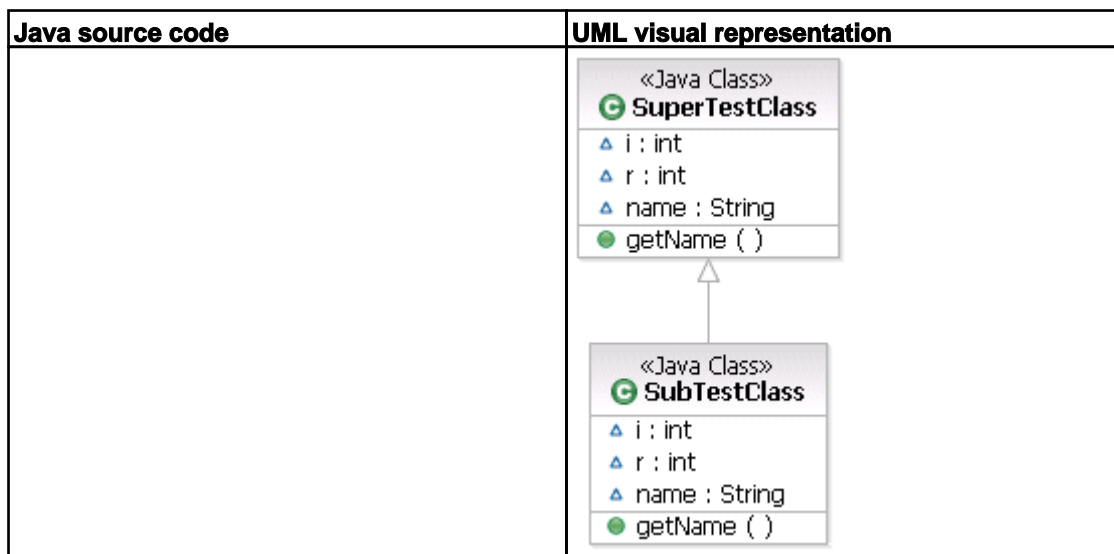 Java source code
UML visual representation
«Java Class»
C SuperTestClass
i : int
r : int
name : String
getName ( )
«Java Class»
C SubTestClass
i : int
r : int
name : String
getName ( )